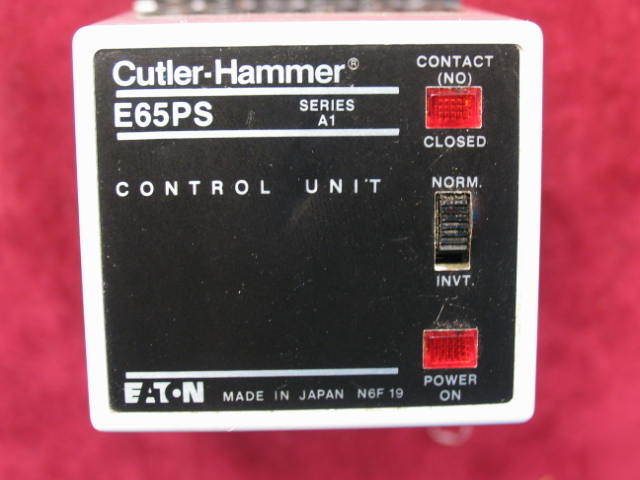 Cutler-Hammer®
E65PS
SERIES
A1
CONTROL UNIT
CONTACT
(NO)
CLOSED
NORM.
INVT.
POWER
ON
EATON MADE IN JAPAN N6F 19